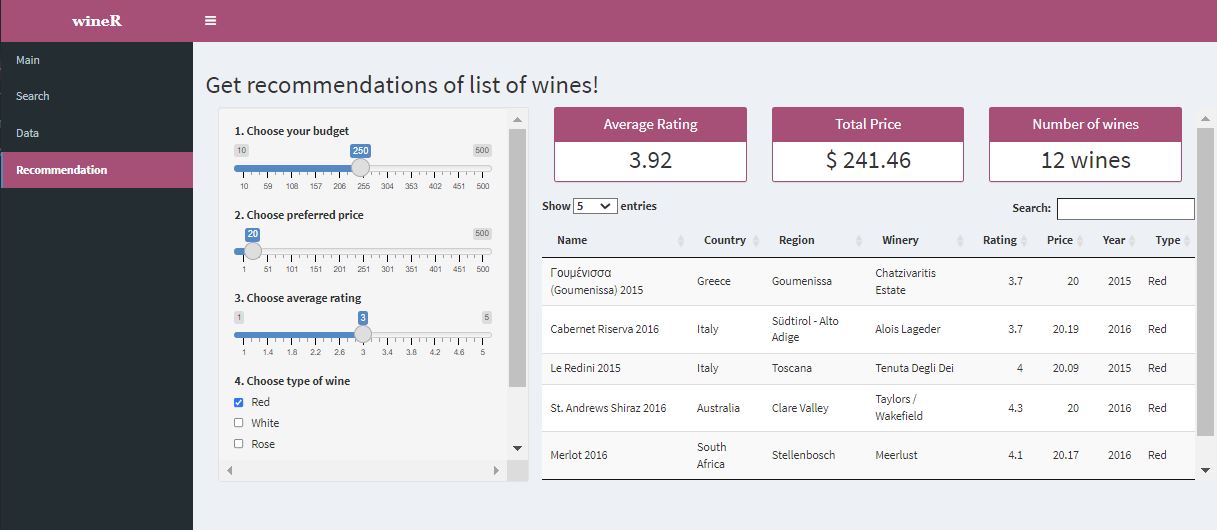 wineR
Main
Search
Data
Recommendation
Get recommendations of list of wines!
1. Choose your budget
10 250 500
10 59 108 157 206 255 304 353 402 451 500
2. Choose preferred price
20 500
1 51 101 151 201 251 301 351 401 451 500
3. Choose average rating
1 3 5
1 1.4 1.8 2.2 2.6 3 3.4 3.8 4.2 4.6 5
4. Choose type of wine
Red
White
Rose
Average Rating
3.92
Total Price
$ 241.46
Number of wines
12 wines
Show 5 entries
Search:
Name Country Region Winery Rating Price Year Type
Γουμένισσα
(Goumenissa) 2015 Greece Goumenissa Chatzivaritis
Estate 3.7 20 2015 Red
Cabernet Riserva 2016 Italy Südtirol - Alto
Adige Alois Lageder 3.7 20.19 2016 Red
Le Redini 2015 Italy Toscana Tenuta Degli Dei 4 20.09 2015 Red
St. Andrews Shiraz 2016 Australia Clare Valley Taylors /
Wakefield 4.3 20 2016 Red
Merlot 2016 South
Africa Stellenbosch Meerlust 4.1 20.17 2016 Red